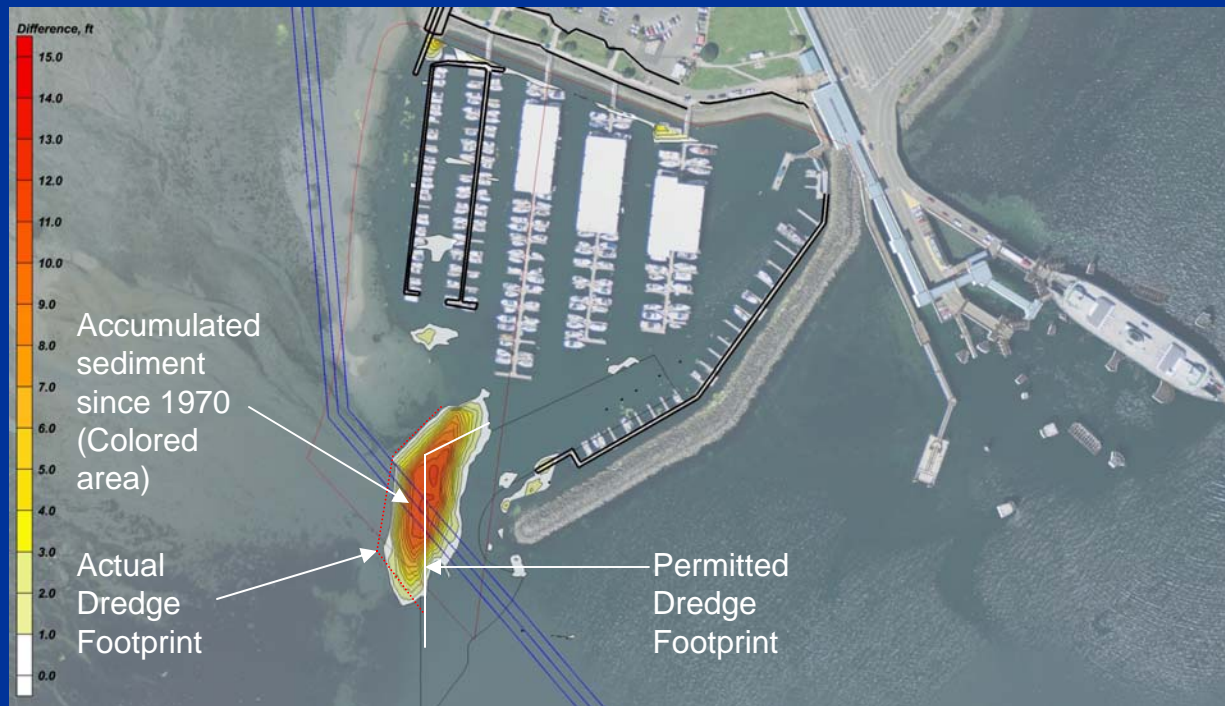 Difference, ft
15.0
14.0
13.0
12.0
11.0
10.0
9.0
8.0
7.0
6.0
5.0
4.0
3.0
2.0
1.0
0.0
Accumulated
sediment
since 1970
(Colored
area)
Actual
Dredge
Footprint
Permitted
Dredge
Footprint